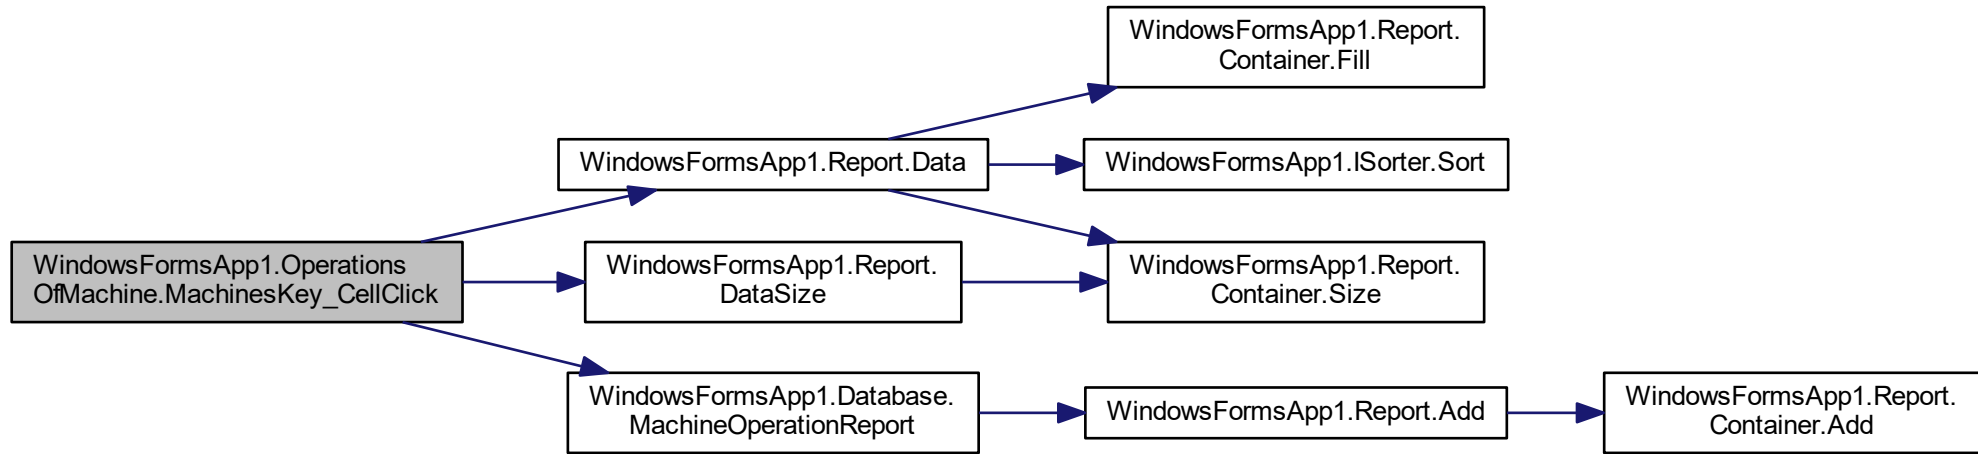 WindowsFormsApp1.Operations
OfMachine.MachinesKey_CellClick
WindowsFormsApp1.Report.Data
WindowsFormsApp1.Report.
DataSize
WindowsFormsApp1.Database.
MachineOperationReport
WindowsFormsApp1.Report.
Container.Fill
WindowsFormsApp1.ISorter.Sort
WindowsFormsApp1.Report.
Container.Size
WindowsFormsApp1.Report.Add
WindowsFormsApp1.Report.
Container.Add